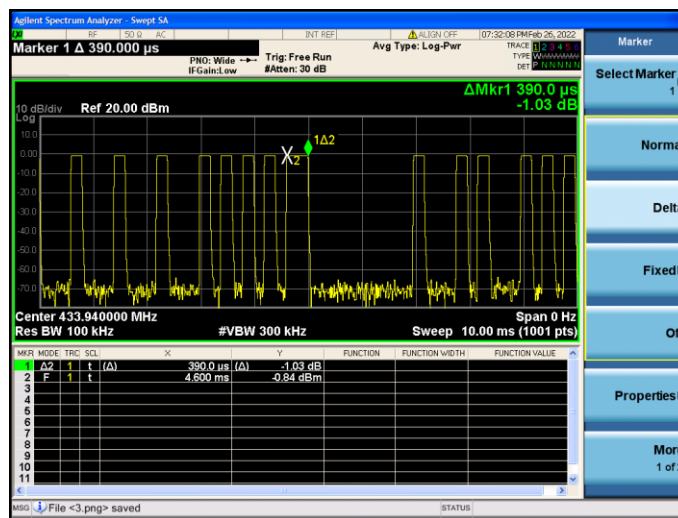 Agilent Spectrum Analyzer - Swept SA
RF 50 Ω AC INT REF ALIGN OFF 07:32:08 PM Feb 26, 2022
Marker 1 Δ 390.000 µs
PNO: Wide
IFGain:Low
Trig: Free Run
#Atten: 30 dB
Avg Type: Log-Pwr
TRACE 1 2 3 4 5 6
TYPE
DET P N N N N N
ΔMkr1 390.0 µs
-1.03 dB
10 dB/div Ref 20.00 dBm
Log
10.0
0.00
-10.0
-20.0
-30.0
-40.0
-50.0
-60.0
-70.0
1Δ2
2
Center 433.940000 MHz Span 0 Hz
Res BW 100 kHz #VBW 300 kHz Sweep 10.00 ms (1001 pts)
MKR MODE TRC SCL X Y FUNCTION FUNCTION WIDTH FUNCTION VALUE
1 Δ2 1 t (Δ) 390.0 µs (Δ) -1.03 dB
2 F 1 t 4.600 ms -0.84 dBm
3
4
5
6
7
8
9
10
11
MSG File <3.png> saved STATUS
Marker
Select Marker
1
Norma
Delt
Fixed
Of
Properties
Mor
1 of